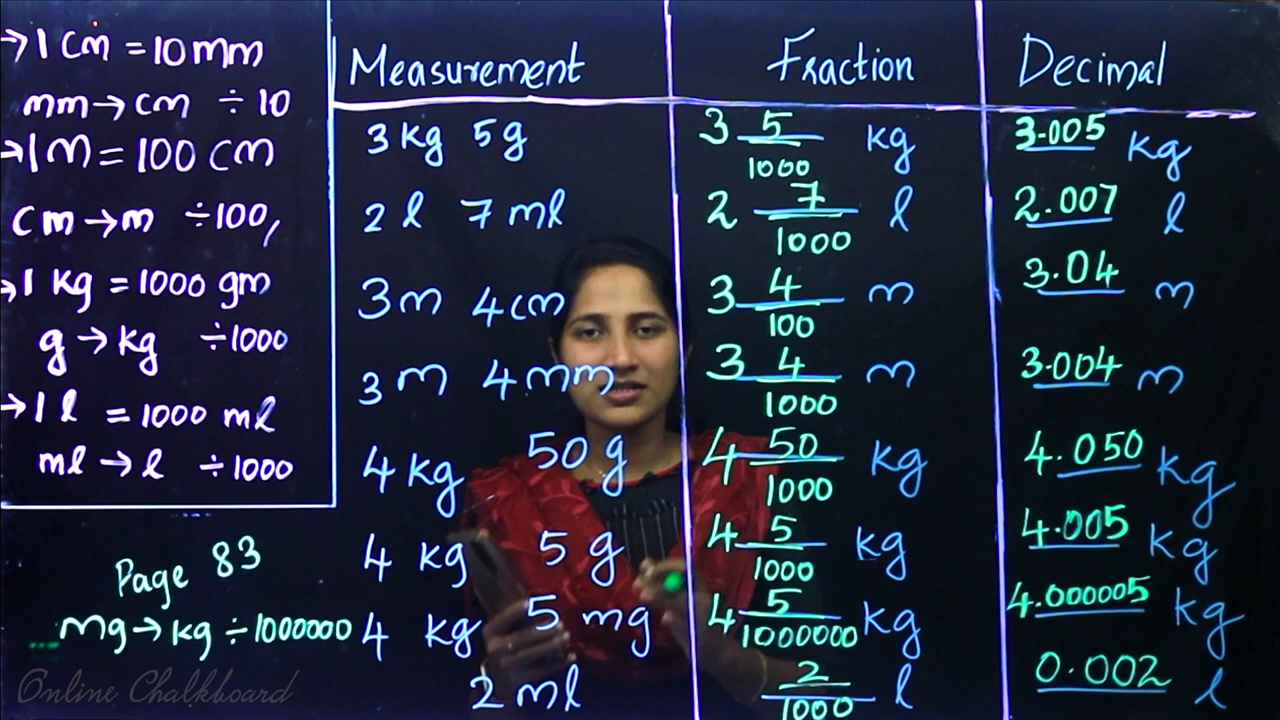 → 1 cm = 10 mm
mm → cm ÷ 10
→ 1 m = 100 cm
cm → m ÷ 100,
→ 1 kg = 1000 gm
g → kg ÷ 1000
→ 1 l = 1000 ml
ml → l ÷ 1000
Page 83
mg → kg ÷ 1000000
Online Chalkboard
Measurement Fraction Decimal
3 kg 5 g 3 5/1000 kg 3.005 kg
2 l 7 ml 2 7/1000 l 2.007 l
3 m 4 cm 3 4/100 m 3.04 m
3 m 4 mm 3 4/1000 m 3.004 m
4 kg 50 g 4 50/1000 kg 4.050 kg
4 kg 5 g 4 5/1000 kg 4.005 kg
4 kg 5 mg 4 5/1000000 kg 4.000005 kg
2 ml 2/1000 l 0.002 l